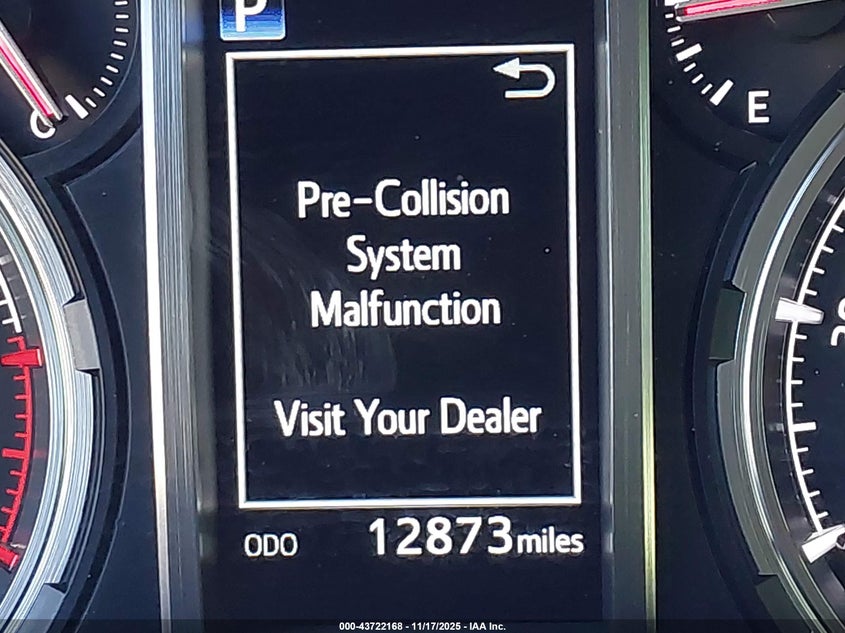 P
C
E
Pre-Collision
System
Malfunction
Visit Your Dealer
ODO 12873 miles
000-43722168 - 11/17/2025 - IAA Inc.